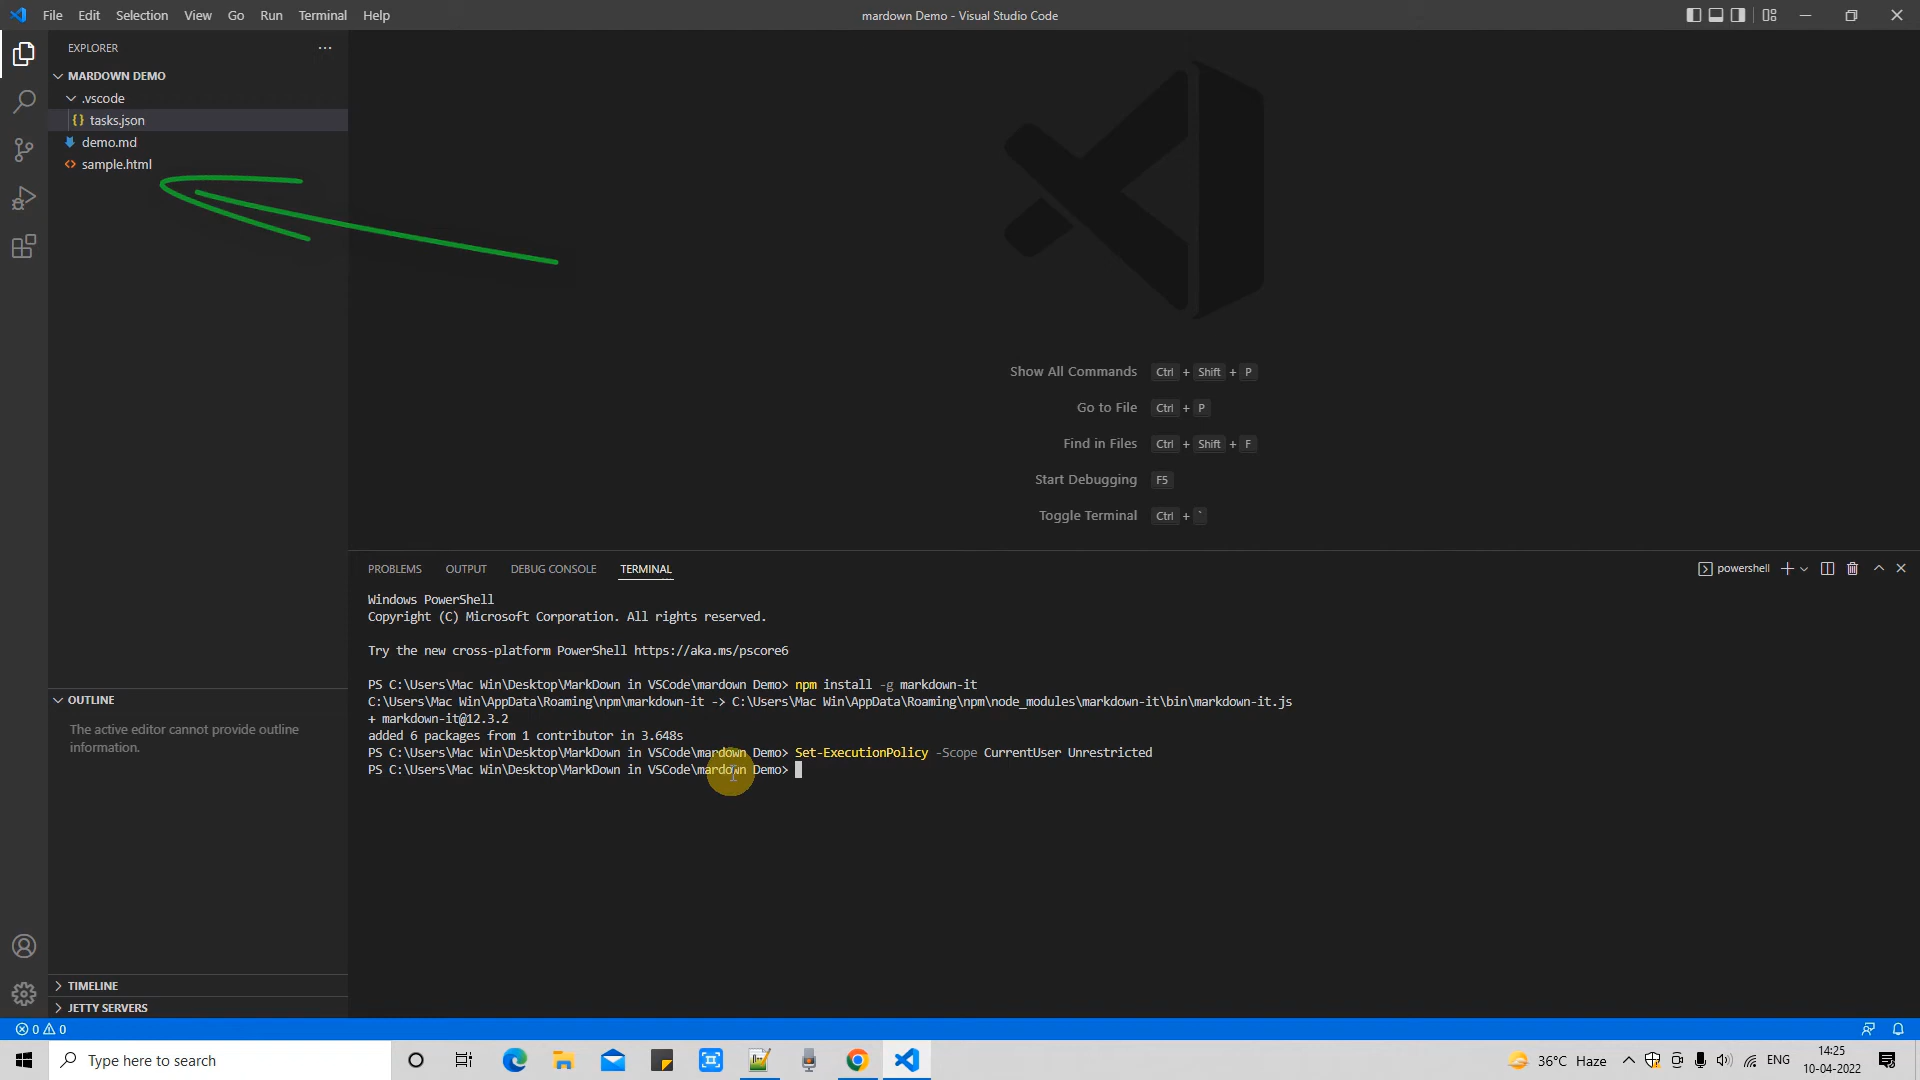 File Edit Selection View Go Run Terminal Help
mardown Demo - Visual Studio Code
EXPLORER
MARDOWN DEMO
.vscode
{} tasks.json
demo.md
<> sample.html
Show All Commands Ctrl + Shift + P
Go to File Ctrl + P
Find in Files Ctrl + Shift + F
Start Debugging F5
Toggle Terminal Ctrl + `
PROBLEMS OUTPUT DEBUG CONSOLE TERMINAL
powershell
Windows PowerShell
Copyright (C) Microsoft Corporation. All rights reserved.
Try the new cross-platform PowerShell https://aka.ms/pscore6
PS C:\Users\Mac Win\Desktop\MarkDown in VSCode\mardown Demo> npm install -g markdown-it
C:\Users\Mac Win\AppData\Roaming\npm\markdown-it -> C:\Users\Mac Win\AppData\Roaming\npm\node_modules\markdown-it\bin\markdown-it.js
+ markdown-it@12.3.2
added 6 packages from 1 contributor in 3.648s
PS C:\Users\Mac Win\Desktop\MarkDown in VSCode\mardown Demo> Set-ExecutionPolicy -Scope CurrentUser Unrestricted
PS C:\Users\Mac Win\Desktop\MarkDown in VSCode\mardown Demo>
OUTLINE
The active editor cannot provide outline
information.
TIMELINE
JETTY SERVERS
0 0
Type here to search
36°C Haze
ENG
14:25
10-04-2022